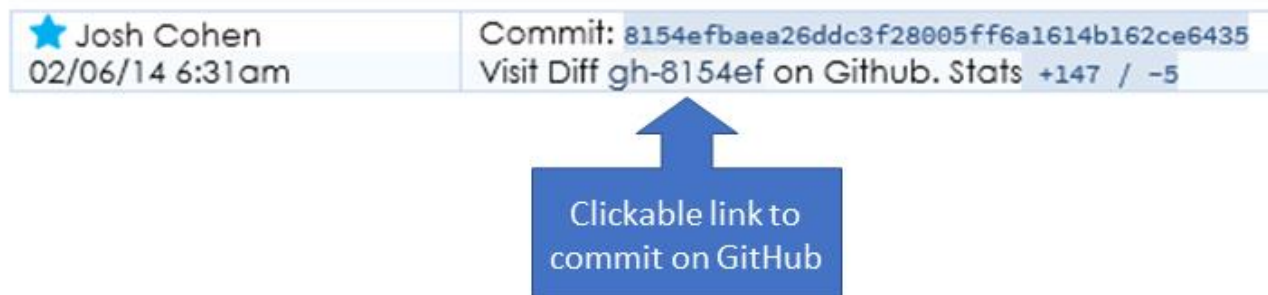 Josh Cohen
02/06/14 6:31am
Commit: 8154efbaea26ddc3f28005ff6a1614b162ce6435
Visit Diff gh-8154ef on Github. Stats +147 / -5
Clickable link to
commit on GitHub